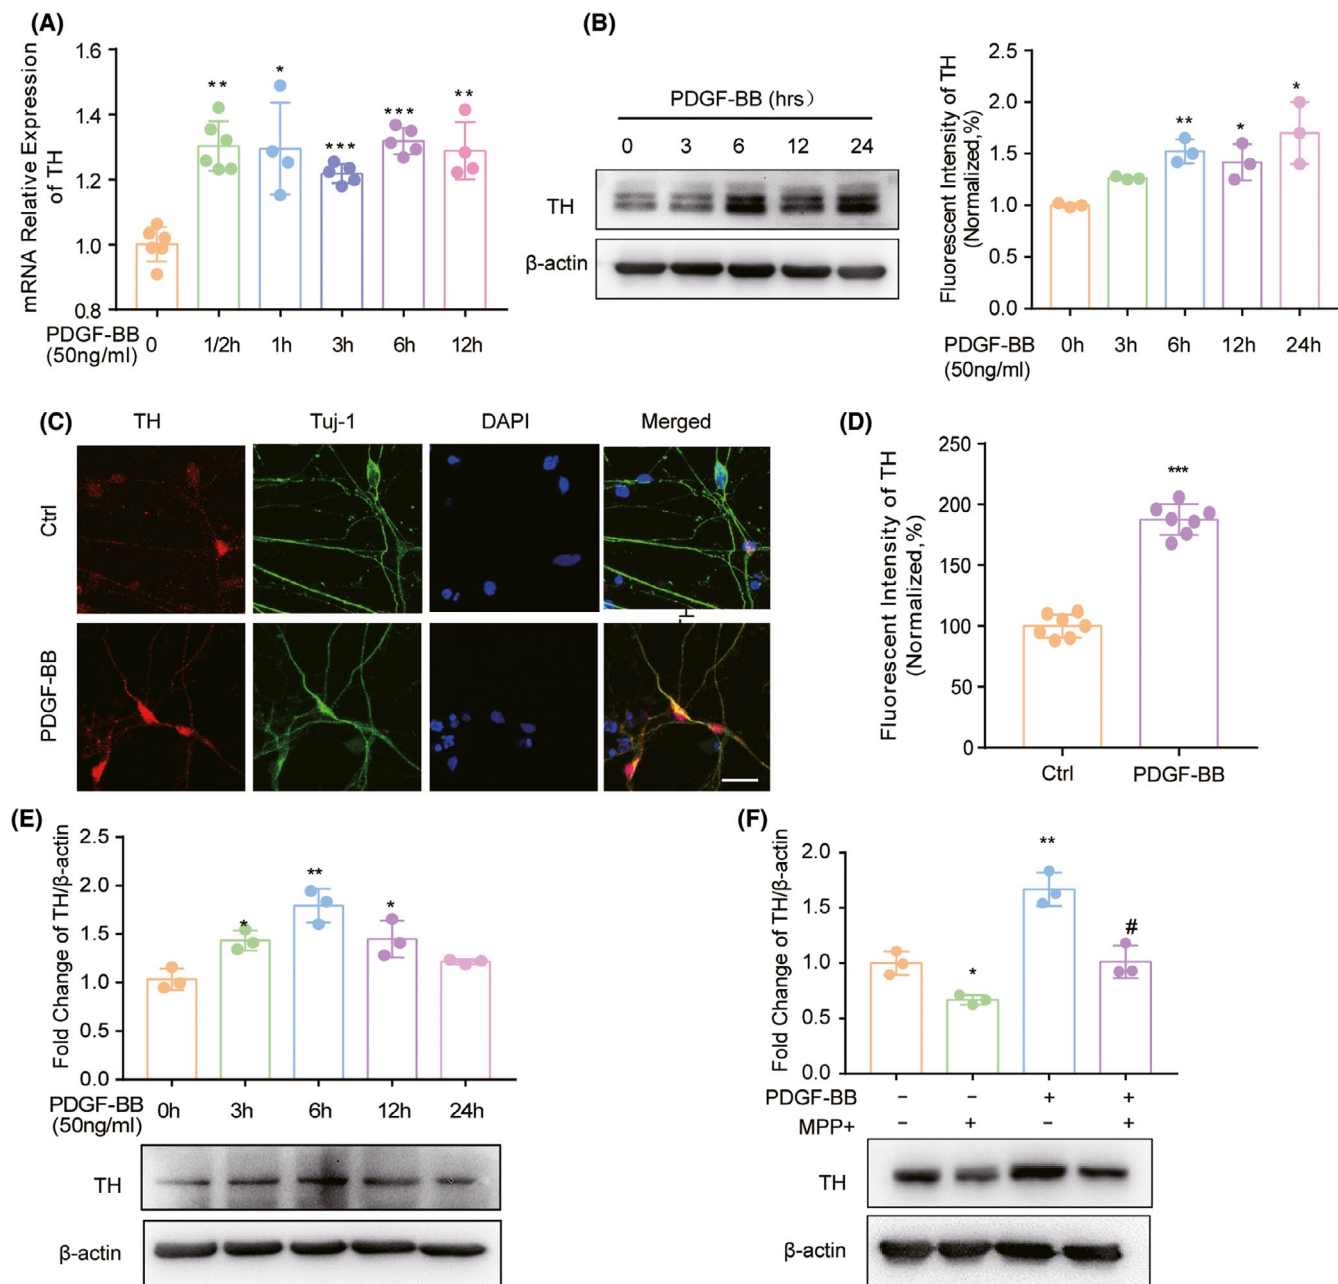 (A)
mRNA Relative Expression
of TH
1.6
1.4
1.2
1.0
0.8
** * *** *** **
PDGF-BB
(50ng/ml)
0 1/2h 1h 3h 6h 12h
(B)
PDGF-BB (hrs）
0 3 6 12 24
TH
β-actin
Fluorescent Intensity of TH
(Normalized,%)
2.5
2.0
1.5
1.0
0.5
0.0
** * *
PDGF-BB
(50ng/ml)
0h 3h 6h 12h 24h
(C)
TH Tuj-1 DAPI Merged
Ctrl
PDGF-BB
(D)
Fluorescent Intensity of TH
(Normalized,%)
250
200
150
100
50
0
***
Ctrl PDGF-BB
(E)
Fold Change of TH/β-actin
2.5
2.0
1.5
1.0
0.5
0.0
* ** *
PDGF-BB
(50ng/ml)
0h 3h 6h 12h 24h
TH
β-actin
(F)
Fold Change of TH/β-actin
2.0
1.5
1.0
0.5
0.0
* ** #
PDGF-BB − − + +
MPP+ − + − +
TH
β-actin